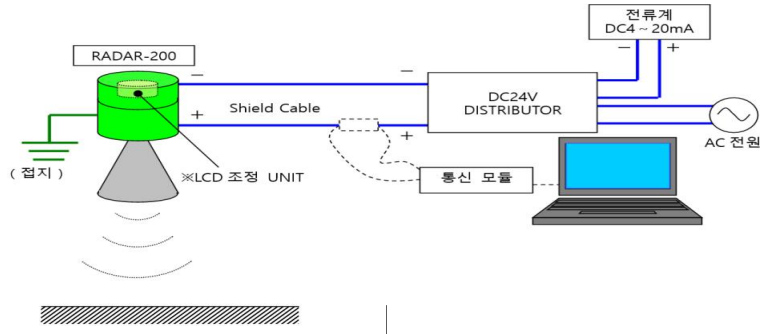 전류계
DC4 ~ 20mA
− +
RADAR-200
−
−
DC24V
DISTRIBUTOR
+
Shield Cable
+
AC 전원
( 접지 )
※LCD 조정 UNIT
통신 모듈